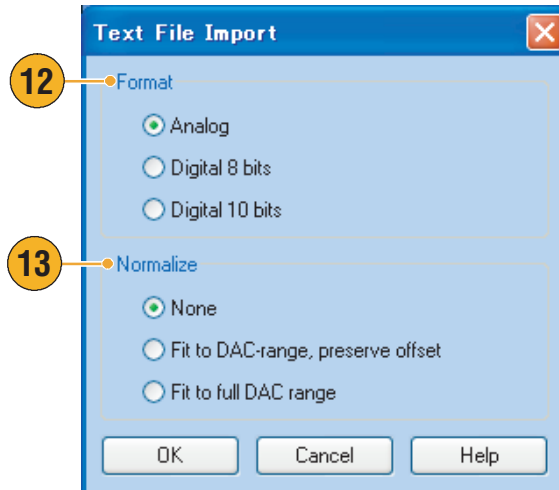 Text File Import
12
Format
Analog
Digital 8 bits
Digital 10 bits
13
Normalize
None
Fit to DAC-range, preserve offset
Fit to full DAC range
OK Cancel Help